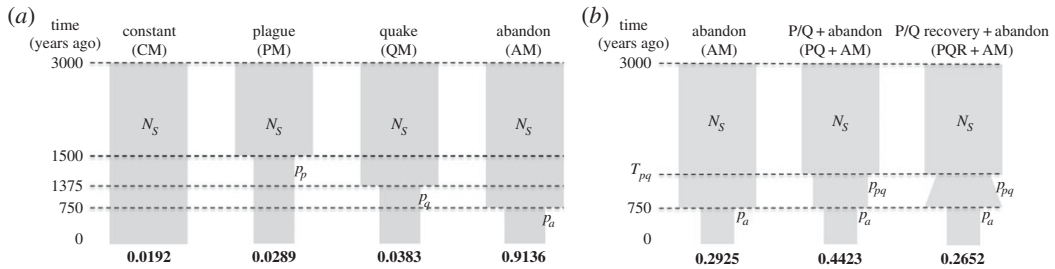 (a)
time
(years ago)
constant
(CM)
plague
(PM)
quake
(QM)
abandon
(AM)
3000
N_S
N_S
N_S
N_S
1500
p_p
1375
p_q
750
p_a
0
0.0192
0.0289
0.0383
0.9136
(b)
time
(years ago)
abandon
(AM)
P/Q + abandon
(PQ + AM)
P/Q recovery + abandon
(PQR + AM)
3000
N_S
N_S
N_S
T_pq
p_pq
p_pq
750
p_a
p_a
p_a
0
0.2925
0.4423
0.2652